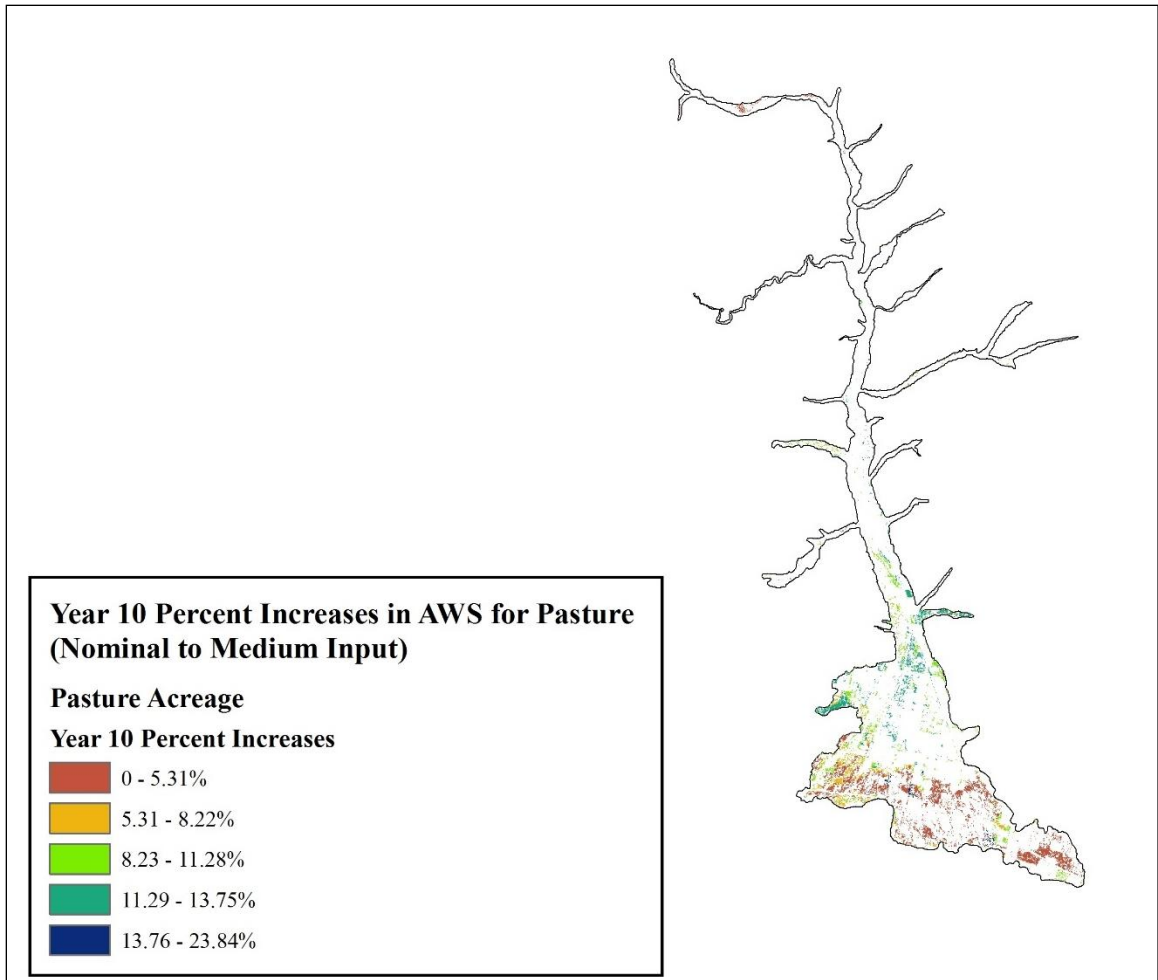 Year 10 Percent Increases in AWS for Pasture
(Nominal to Medium Input)
Pasture Acreage
Year 10 Percent Increases
0 - 5.31%
5.31 - 8.22%
8.23 - 11.28%
11.29 - 13.75%
13.76 - 23.84%